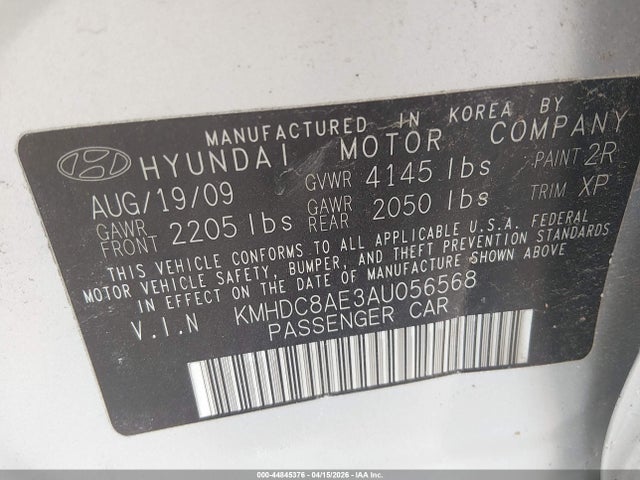 MANUFACTURED IN KOREA BY
HYUNDAI MOTOR COMPANY
AUG/19/09 GVWR 4145 lbs PAINT 2R
GAWR FRONT 2205 lbs GAWR REAR 2050 lbs TRIM XP
THIS VEHICLE CONFORMS TO ALL APPLICABLE U.S.A. FEDERAL
MOTOR VEHICLE SAFETY, BUMPER, AND THEFT PREVENTION STANDARDS
IN EFFECT ON THE DATE OF MANUFACTURE SHOWN ABOVE
V.I.N KMHDC8AE3AU056568
PASSENGER CAR
000-44845376 - 04/15/2026 - IAA Inc.